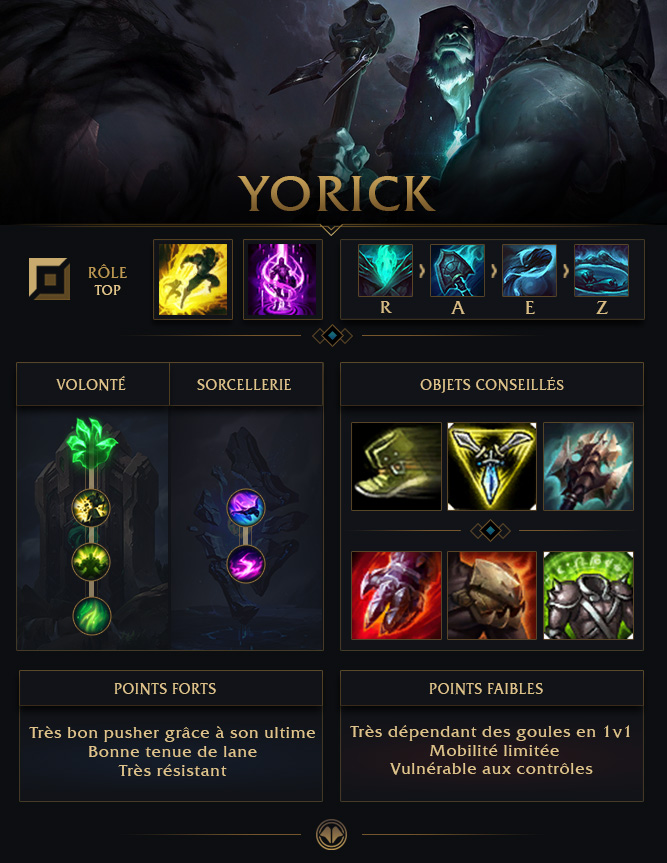 YORICK
RÔLE
TOP
R
A
E
Z
VOLONTÉ
SORCELLERIE
OBJETS CONSEILLÉS
POINTS FORTS
Très bon pusher grâce à son ultime
Bonne tenue de lane
Très résistant
POINTS FAIBLES
Très dépendant des goules en 1v1
Mobilité limitée
Vulnérable aux contrôles